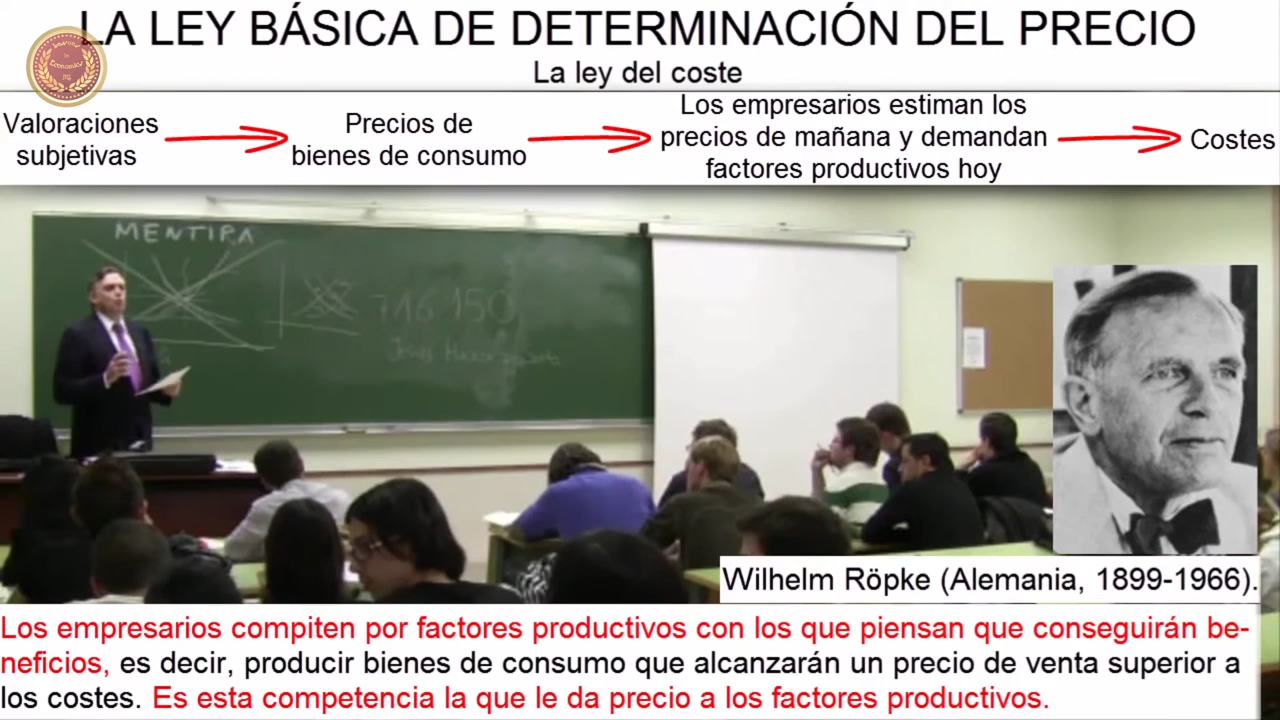 LA LEY BÁSICA DE DETERMINACIÓN DEL PRECIO
La ley del coste
Valoraciones
subjetivas
Precios de
bienes de consumo
Los empresarios estiman los
precios de mañana y demandan
factores productivos hoy
Costes
MENTIRA
Wilhelm Röpke (Alemania, 1899-1966).
Los empresarios compiten por factores productivos con los que piensan que conseguirán be-
neficios, es decir, producir bienes de consumo que alcanzarán un precio de venta superior a
los costes. Es esta competencia la que le da precio a los factores productivos.